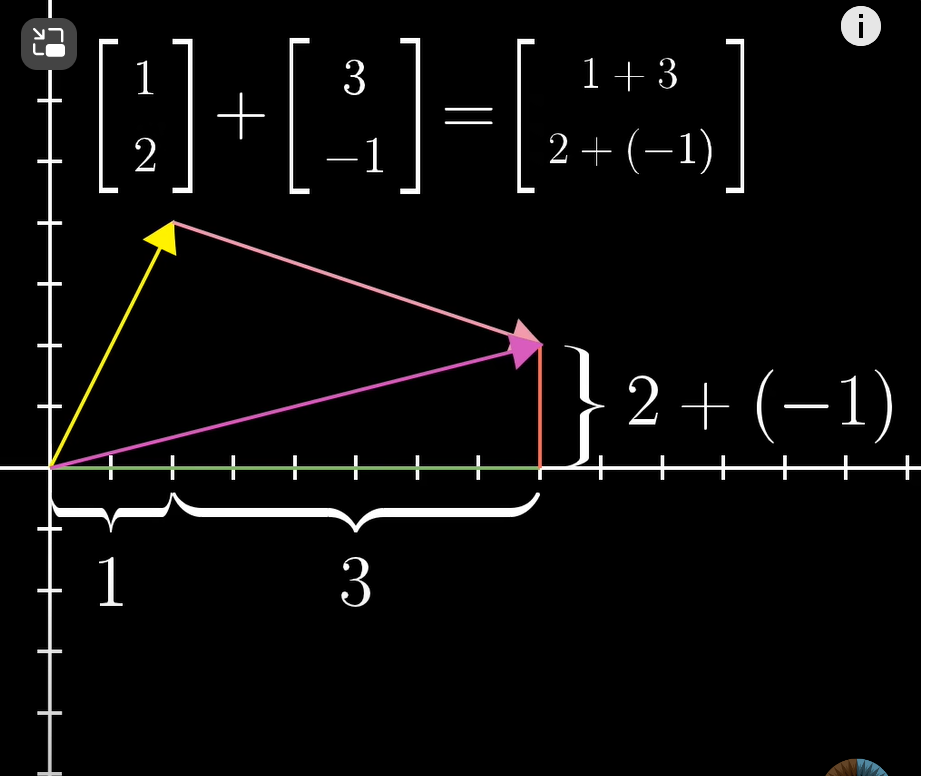 [1 2] + [3 −1] = [1 + 3 2 + (−1)]
} 2 + (−1)
1 3
i